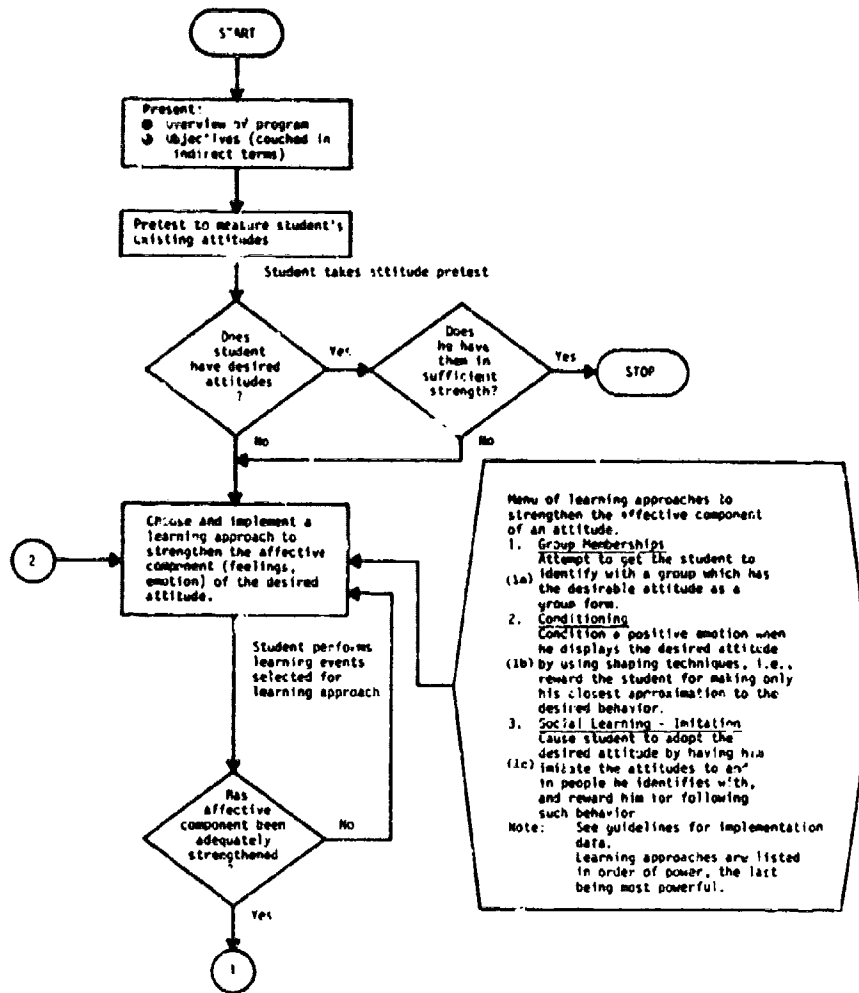 START
Present:
Overview of program
Objectives (couched in
indirect terms)
Pretest to measure student's
Existing attitudes
Student takes attitude pretest
Does
student
have desired
attitudes
?
Yes
Does
he have
them in
sufficient
strength?
Yes
STOP
No
No
Choose and implement a
learning approach to
strengthen the affective
component (feelings,
emotion) of the desired
attitude.
2
Menu of learning approaches to
strengthen the effective component
of an attitude.
1. Group Memberships
Attempt to get the student to
(1a) identify with a group which has
the desirable attitude as a
group form.
2. Conditioning
Condition a positive emotion when
he displays the desired attitude
(1b) by using shaping techniques, i.e.,
reward the student for making only
his closest approximation to the
desired behavior.
3. Social Learning - Imitation
Cause student to adopt the
desired attitude by having him
(1c) imitate the attitudes to and
in people he identifies with,
and reward him for following
such behavior
Note: See guidelines for implementation
data.
Learning approaches are listed
in order of power, the last
being most powerful.
Student performs
learning events
selected for
learning approach
Has
affective
component been
adequately
strengthened
?
No
Yes
1